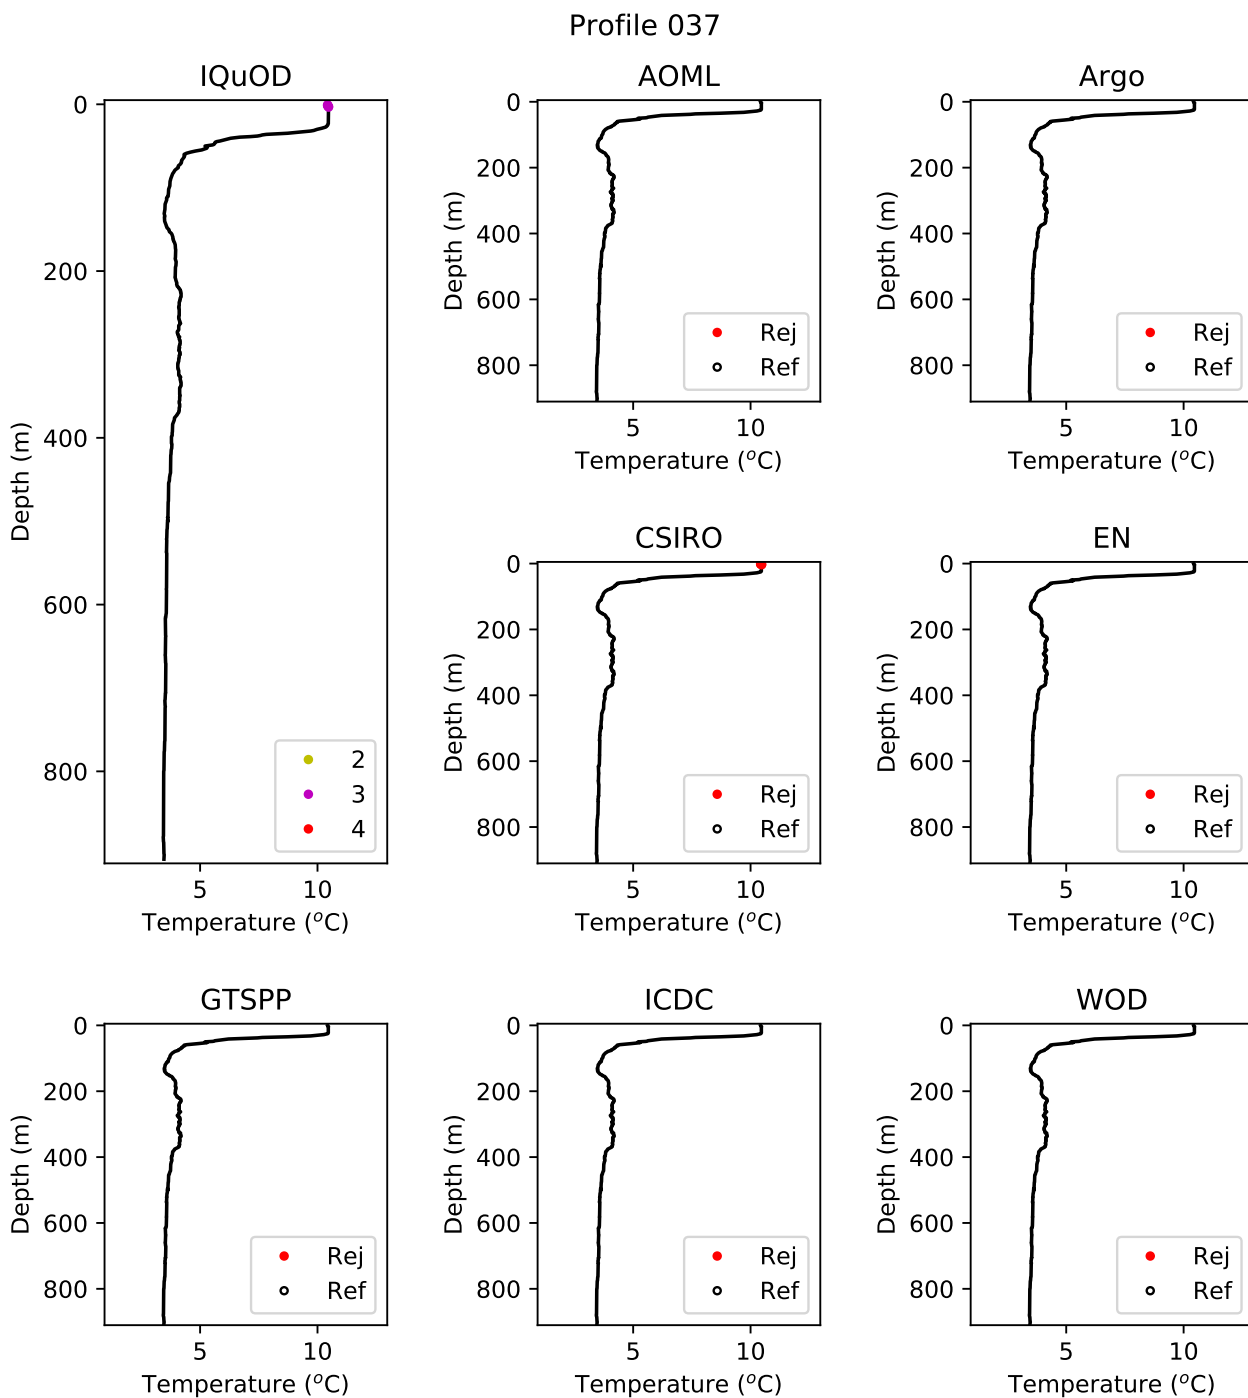 Profile 037
IQuOD
0
200
400
600
800
Depth (m)
2
3
4
5 10
Temperature (°C)
AOML
0
200
400
600
800
Depth (m)
Rej
Ref
5 10
Temperature (°C)
Argo
0
200
400
600
800
Depth (m)
Rej
Ref
5 10
Temperature (°C)
CSIRO
0
200
400
600
800
Depth (m)
Rej
Ref
5 10
Temperature (°C)
EN
0
200
400
600
800
Depth (m)
Rej
Ref
5 10
Temperature (°C)
GTSPP
0
200
400
600
800
Depth (m)
Rej
Ref
5 10
Temperature (°C)
ICDC
0
200
400
600
800
Depth (m)
Rej
Ref
5 10
Temperature (°C)
WOD
0
200
400
600
800
Depth (m)
Rej
Ref
5 10
Temperature (°C)